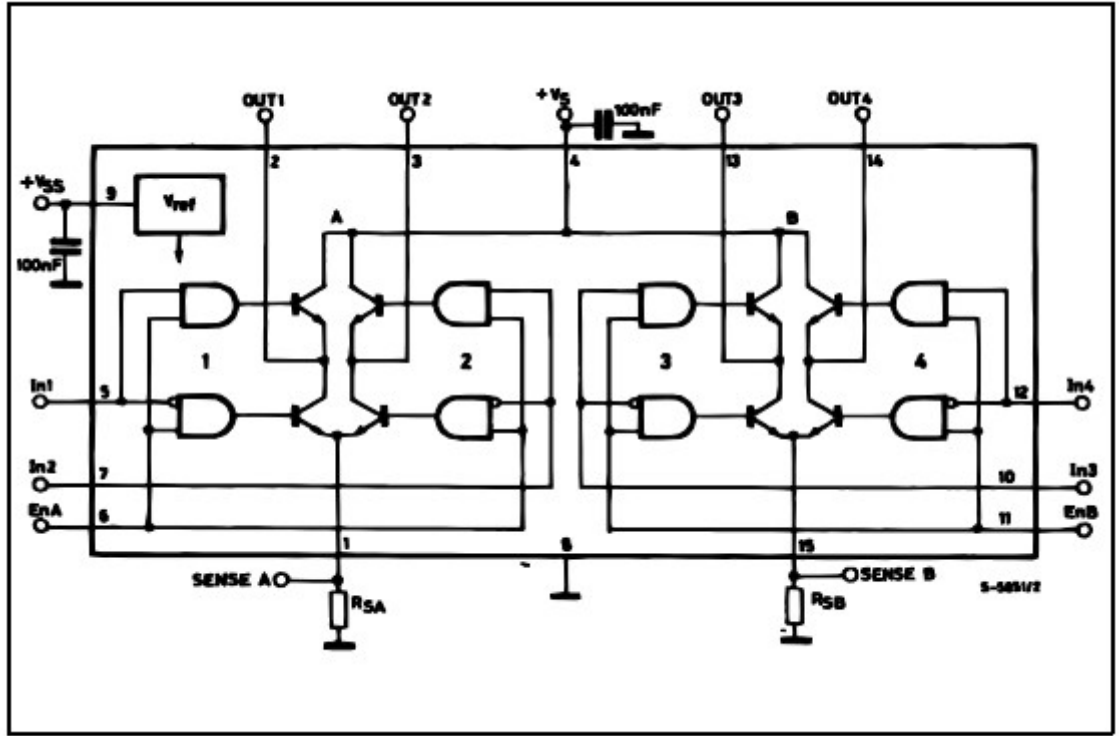 OUT1
OUT2
+VS
100nF
OUT3
OUT4
2
3
4
13
14
+VSS
9
Vref
A
B
100nF
1
2
3
4
In1
5
12
In4
In2
7
10
In3
EnA
6
11
EnB
1
8
15
SENSE A
SENSE B
S-5851/2
RSA
RSB